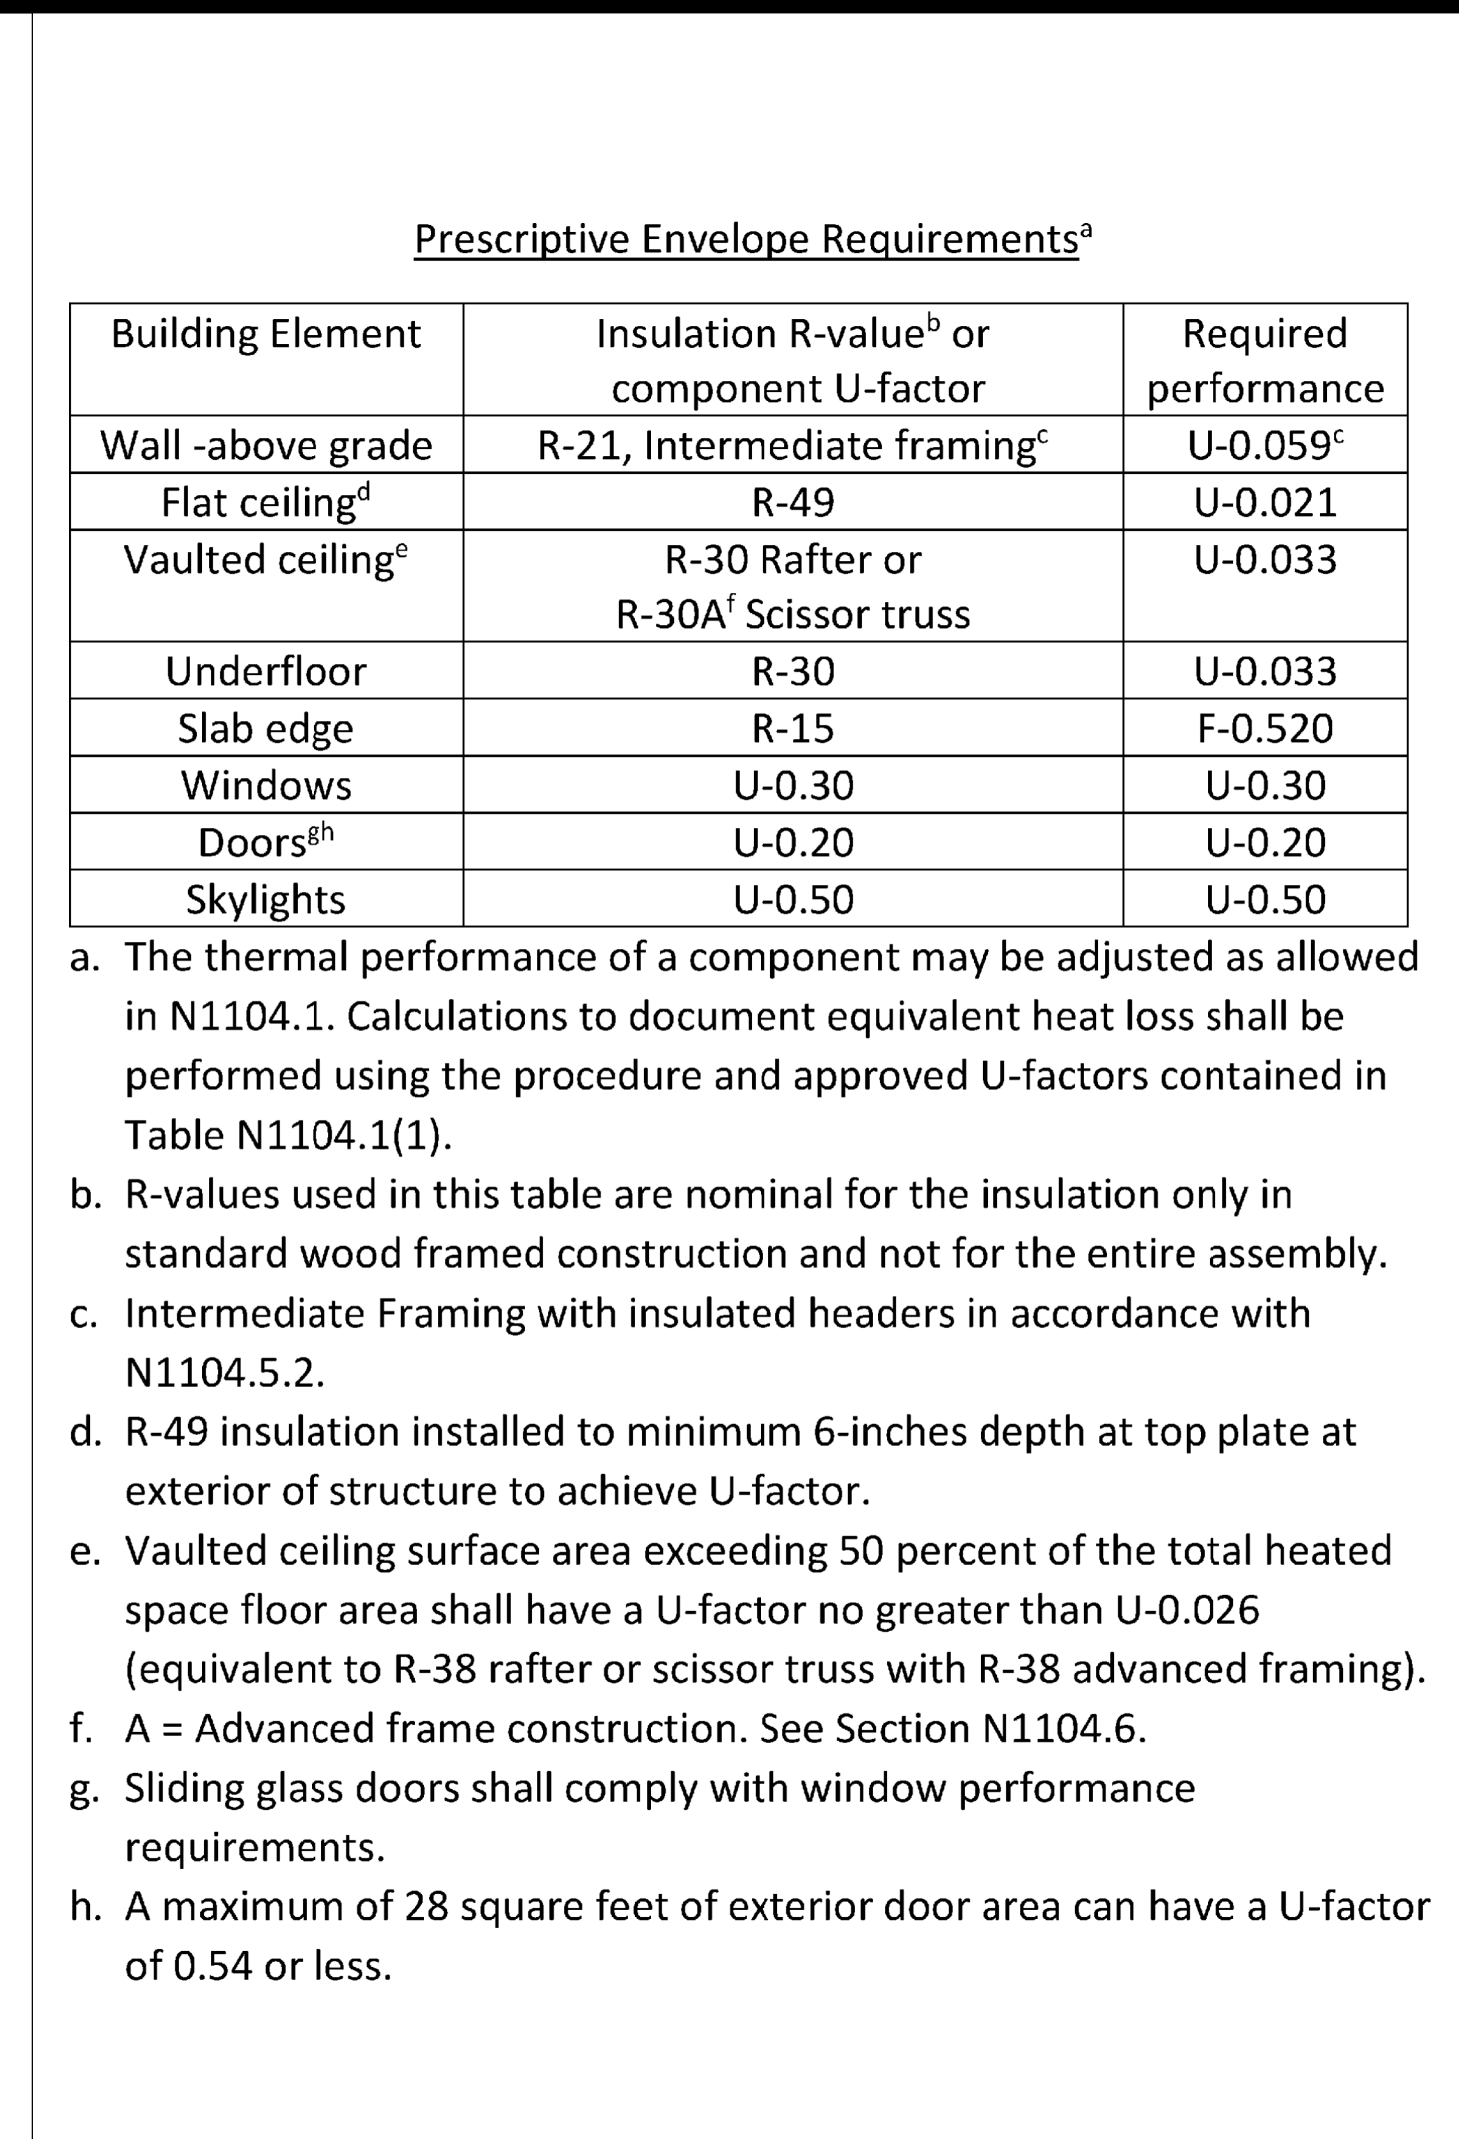 Prescriptive Envelope Requirementsᵃ
Building Element Insulation R-valueᵇ or Required
component U-factor performance
Wall -above grade R-21, Intermediate framingᶜ U-0.059ᶜ
Flat ceilingᵈ R-49 U-0.021
Vaulted ceilingᵉ R-30 Rafter or U-0.033
R-30Aᶠ Scissor truss
Underfloor R-30 U-0.033
Slab edge R-15 F-0.520
Windows U-0.30 U-0.30
Doorsᵍʰ U-0.20 U-0.20
Skylights U-0.50 U-0.50
a. The thermal performance of a component may be adjusted as allowed
in N1104.1. Calculations to document equivalent heat loss shall be
performed using the procedure and approved U-factors contained in
Table N1104.1(1).
b. R-values used in this table are nominal for the insulation only in
standard wood framed construction and not for the entire assembly.
c. Intermediate Framing with insulated headers in accordance with
N1104.5.2.
d. R-49 insulation installed to minimum 6-inches depth at top plate at
exterior of structure to achieve U-factor.
e. Vaulted ceiling surface area exceeding 50 percent of the total heated
space floor area shall have a U-factor no greater than U-0.026
(equivalent to R-38 rafter or scissor truss with R-38 advanced framing).
f. A = Advanced frame construction. See Section N1104.6.
g. Sliding glass doors shall comply with window performance
requirements.
h. A maximum of 28 square feet of exterior door area can have a U-factor
of 0.54 or less.